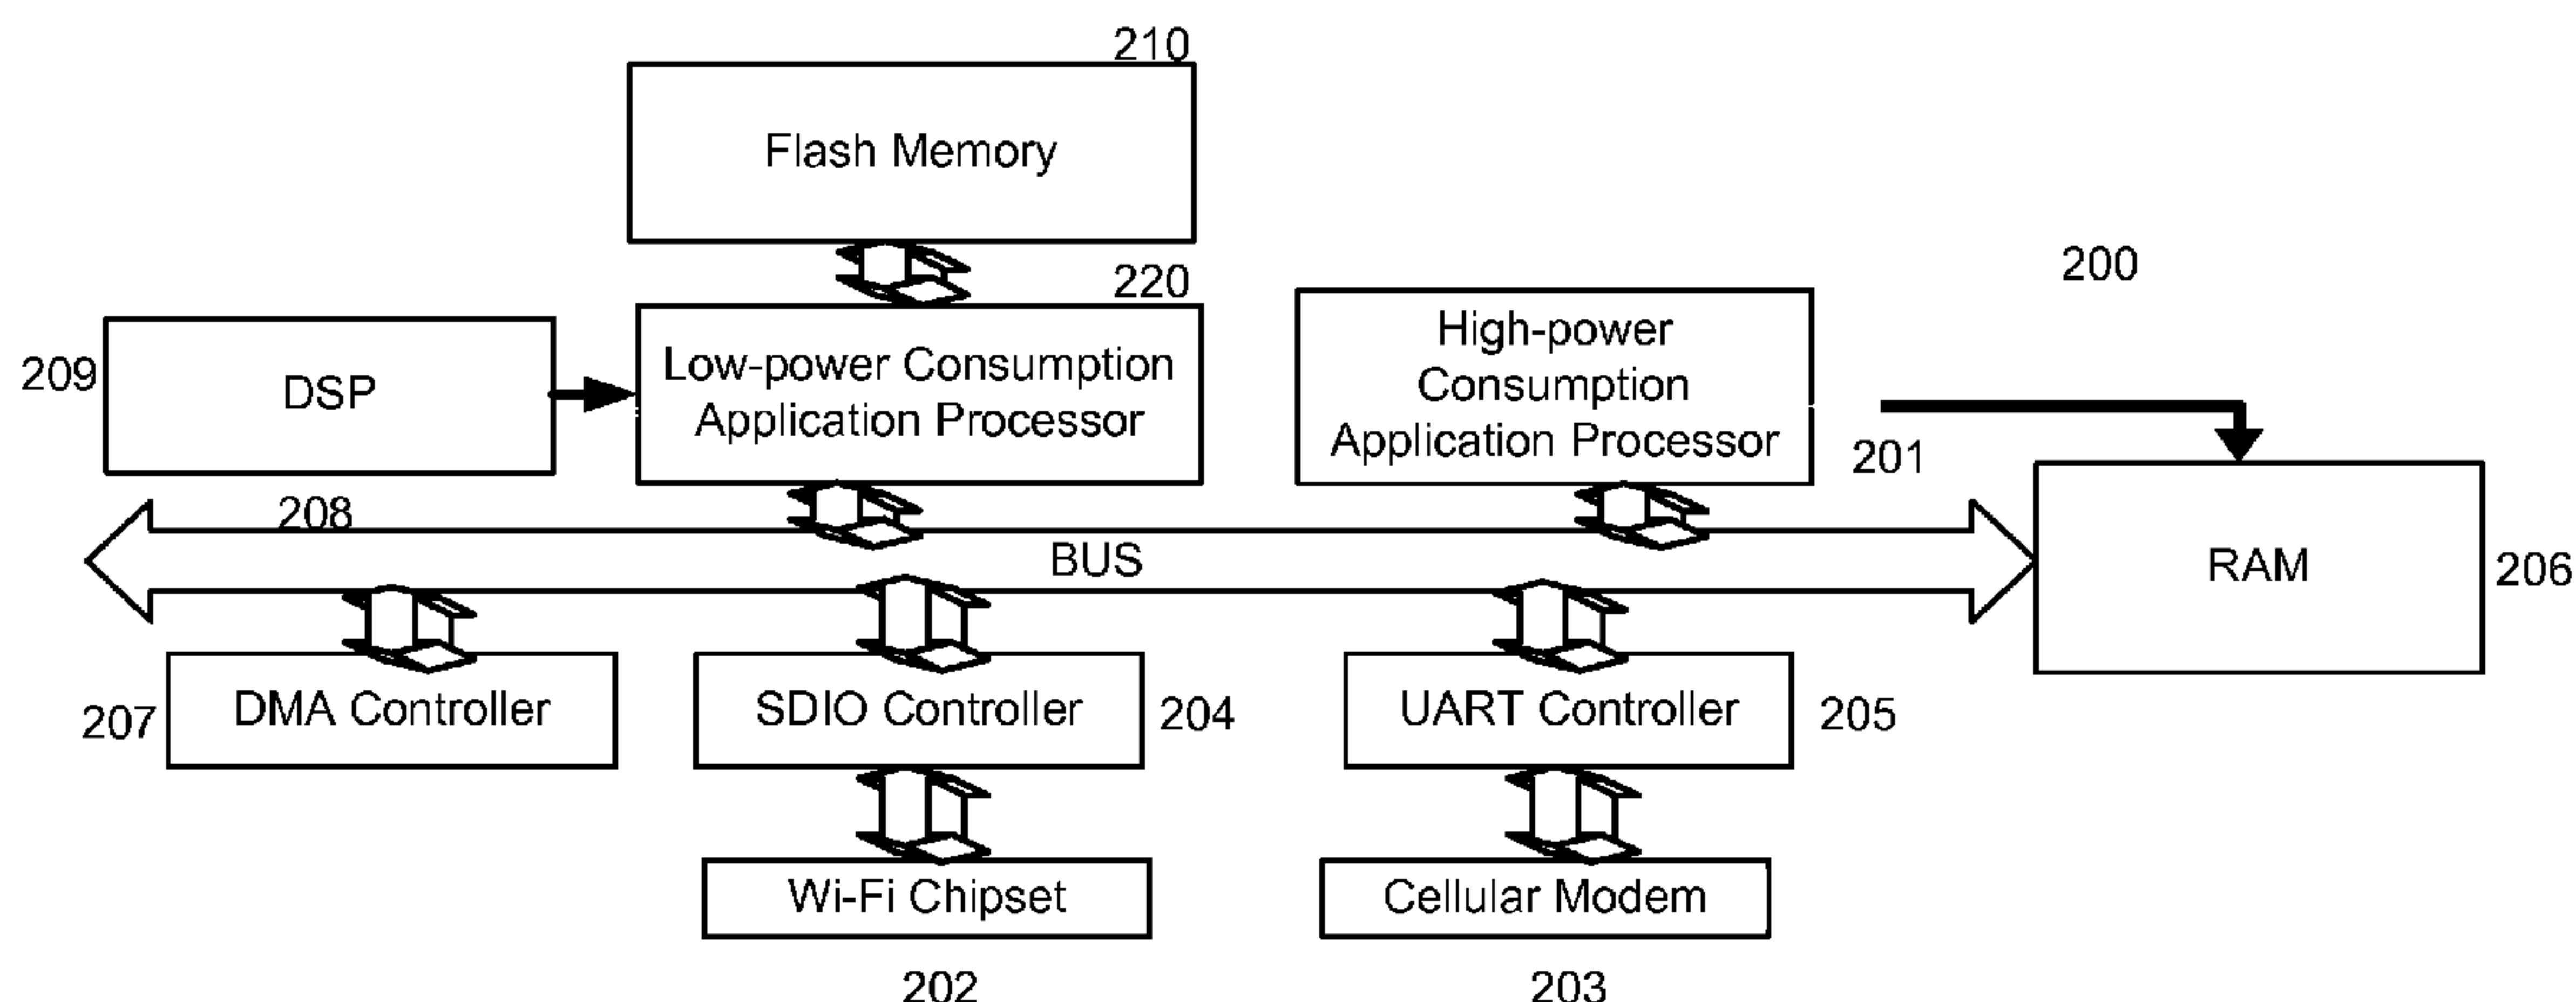 210
Flash Memory
220
200
209
DSP
Low-power Consumption
Application Processor
High-power
Consumption
Application Processor
201
208
BUS
RAM
206
207
DMA Controller
SDIO Controller
204
UART Controller
205
Wi-Fi Chipset
Cellular Modem
202
203